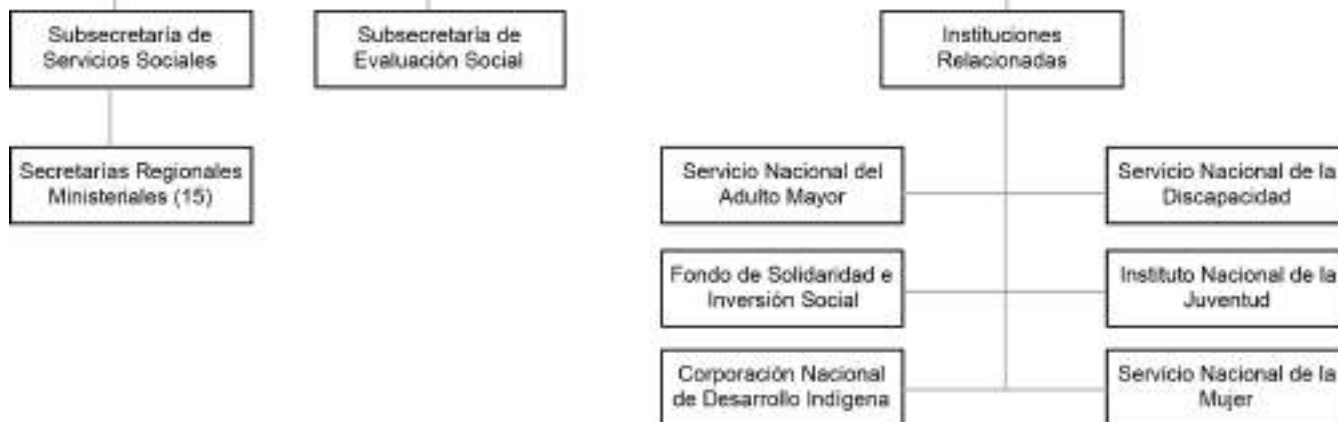 Subsecretaría de
Servicios Sociales
Subsecretaría de
Evaluación Social
Instituciones
Relacionadas
Secretarías Regionales
Ministeriales (15)
Servicio Nacional del
Adulto Mayor
Servicio Nacional de la
Discapacidad
Fondo de Solidaridad e
Inversión Social
Instituto Nacional de la
Juventud
Corporación Nacional
de Desarrollo Indígena
Servicio Nacional de la
Mujer